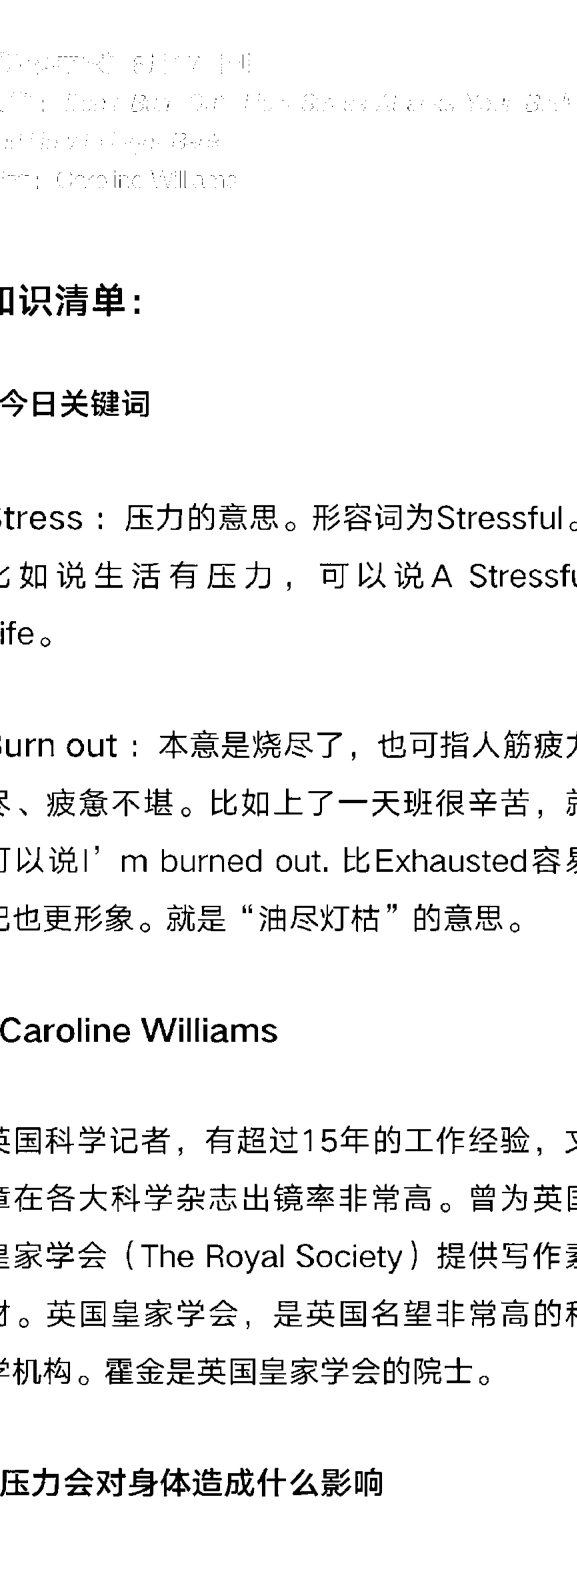 Caroline Williams
知识清单：
今日关键词
Stress： 压力的意思。形容词为Stressful。
比如说生活有压力，可以说A Stressful
life。
Burn out： 本意是烧尽了，也可指人筋疲力
尽、疲惫不堪。比如上了一天班很辛苦，就
可以说I’m burned out. 比Exhausted容易
记也更形象。就是“油尽灯枯”的意思。
Caroline Williams
英国科学记者，有超过15年的工作经验，文
章在各大科学杂志出镜率非常高。曾为英国
皇家学会（The Royal Society）提供写作素
材。英国皇家学会，是英国名望非常高的科
学机构。霍金是英国皇家学会的院士。
压力会对身体造成什么影响